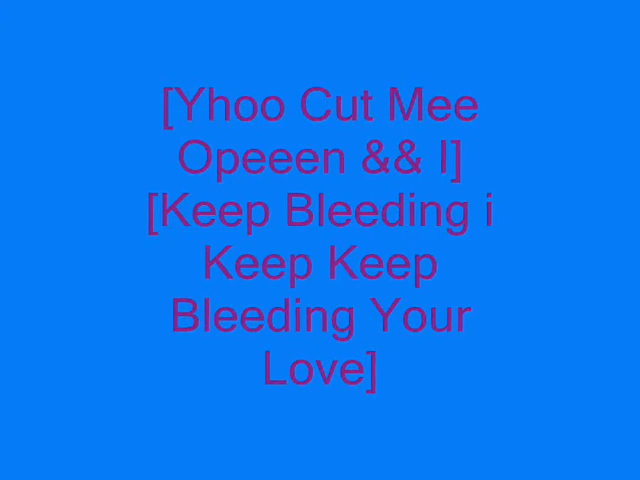 [Yhoo Cut Mee
Opeeen && I]
[Keep Bleeding i
Keep Keep
Bleeding Your
Love]